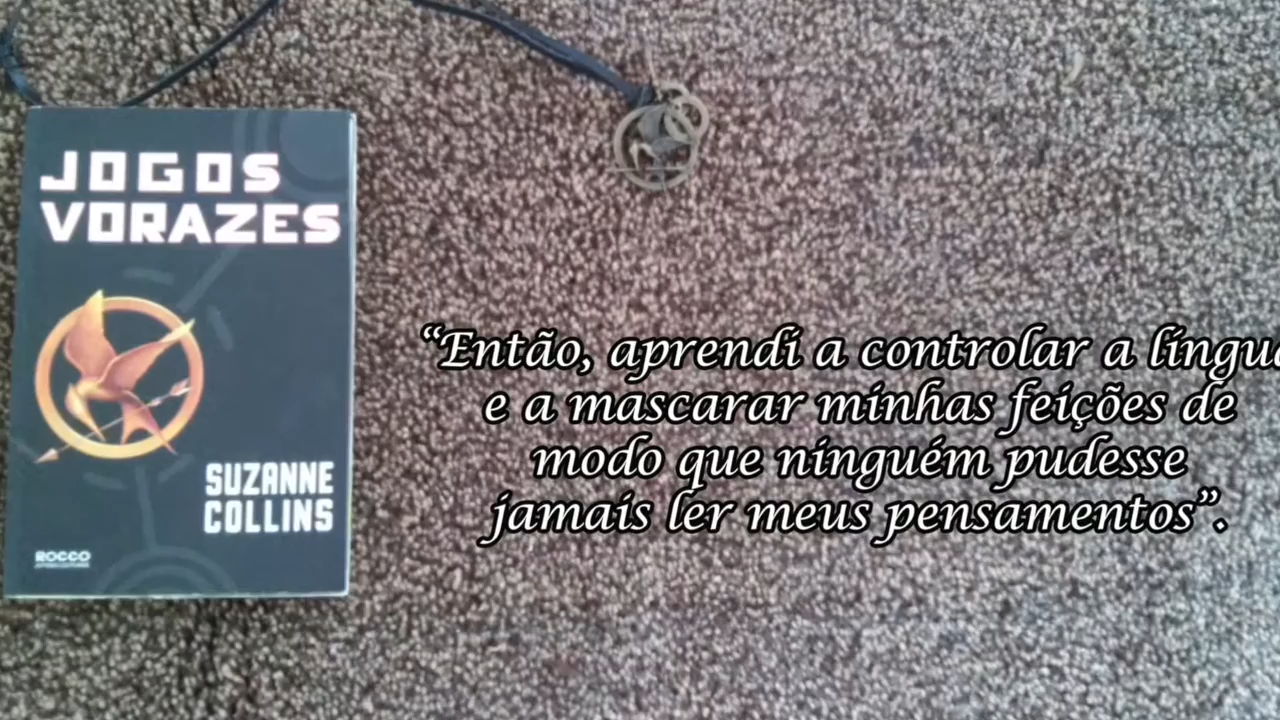 JOGOS
VORAZES
SUZANNE
COLLINS
ROCCO
“Então, aprendi a controlar a língua
e a mascarar minhas feições de
modo que ninguém pudesse
jamais ler meus pensamentos”.